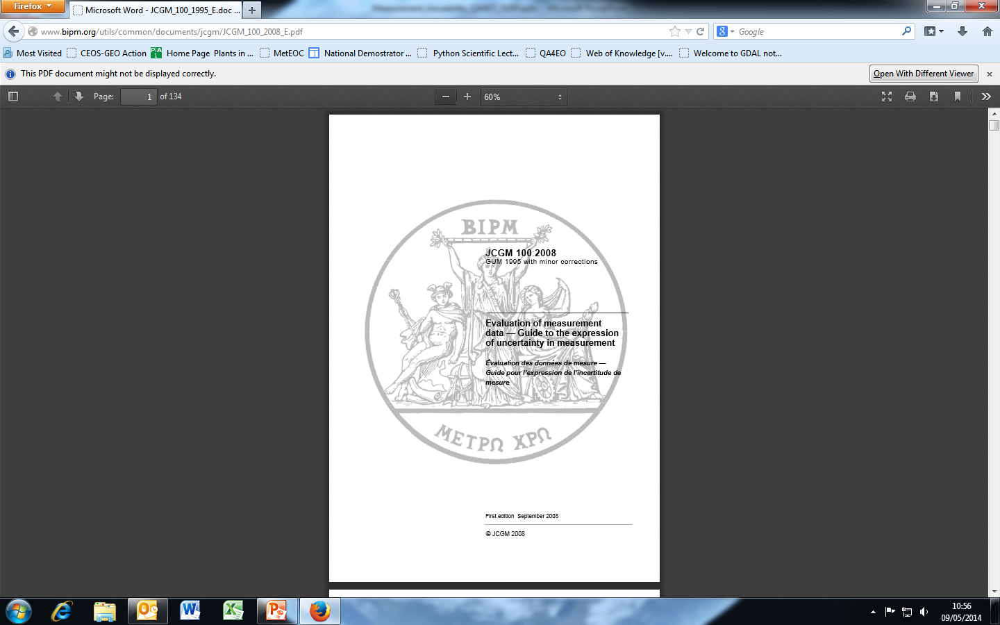 Firefox
Microsoft Word - JCGM_100_1995_E.doc ...
www.bipm.org/utils/common/documents/jcgm/JCGM_100_2008_E.pdf
Google
Most Visited CEOS-GEO Action Home Page Plants in ... MetEOC National Demostrator ... Python Scientific Lect... QA4EO Web of Knowledge [v.... Welcome to GDAL not...
This PDF document might not be displayed correctly.
Open With Different Viewer
Page: 1 of 134
60%
BIPM
JCGM 100:2008
GUM 1995 with minor corrections
Evaluation of measurement
data — Guide to the expression
of uncertainty in measurement
Évaluation des données de mesure —
Guide pour l'expression de l'incertitude de
mesure
ΜΕΤΡΩ ΧΡΩ
First edition September 2008
© JCGM 2008
10:56
09/05/2014